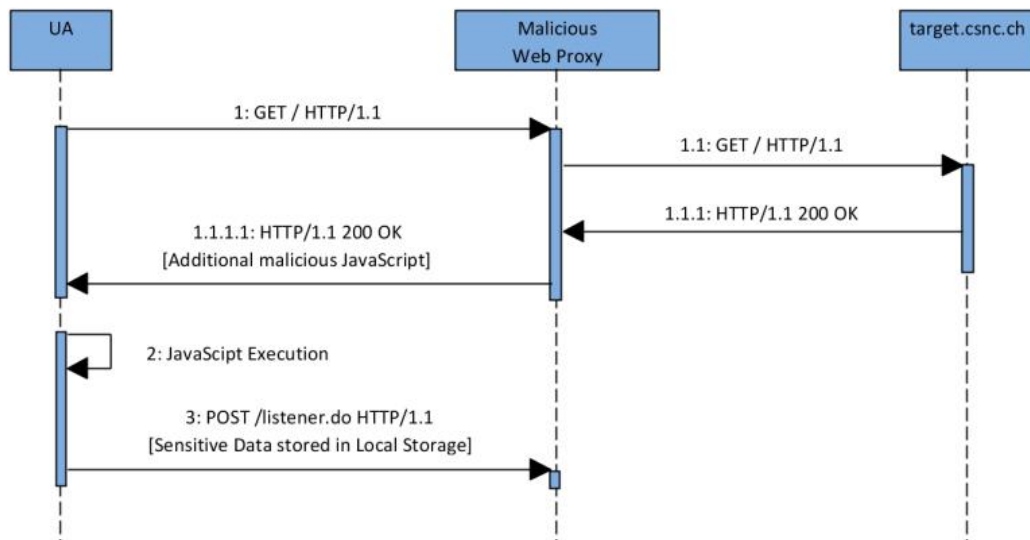 UA
Malicious
Web Proxy
target.csnc.ch
1: GET / HTTP/1.1
1.1: GET / HTTP/1.1
1.1.1: HTTP/1.1 200 OK
1.1.1.1: HTTP/1.1 200 OK
[Additional malicious JavaScript]
2: JavaScipt Execution
3: POST /listener.do HTTP/1.1
[Sensitive Data stored in Local Storage]